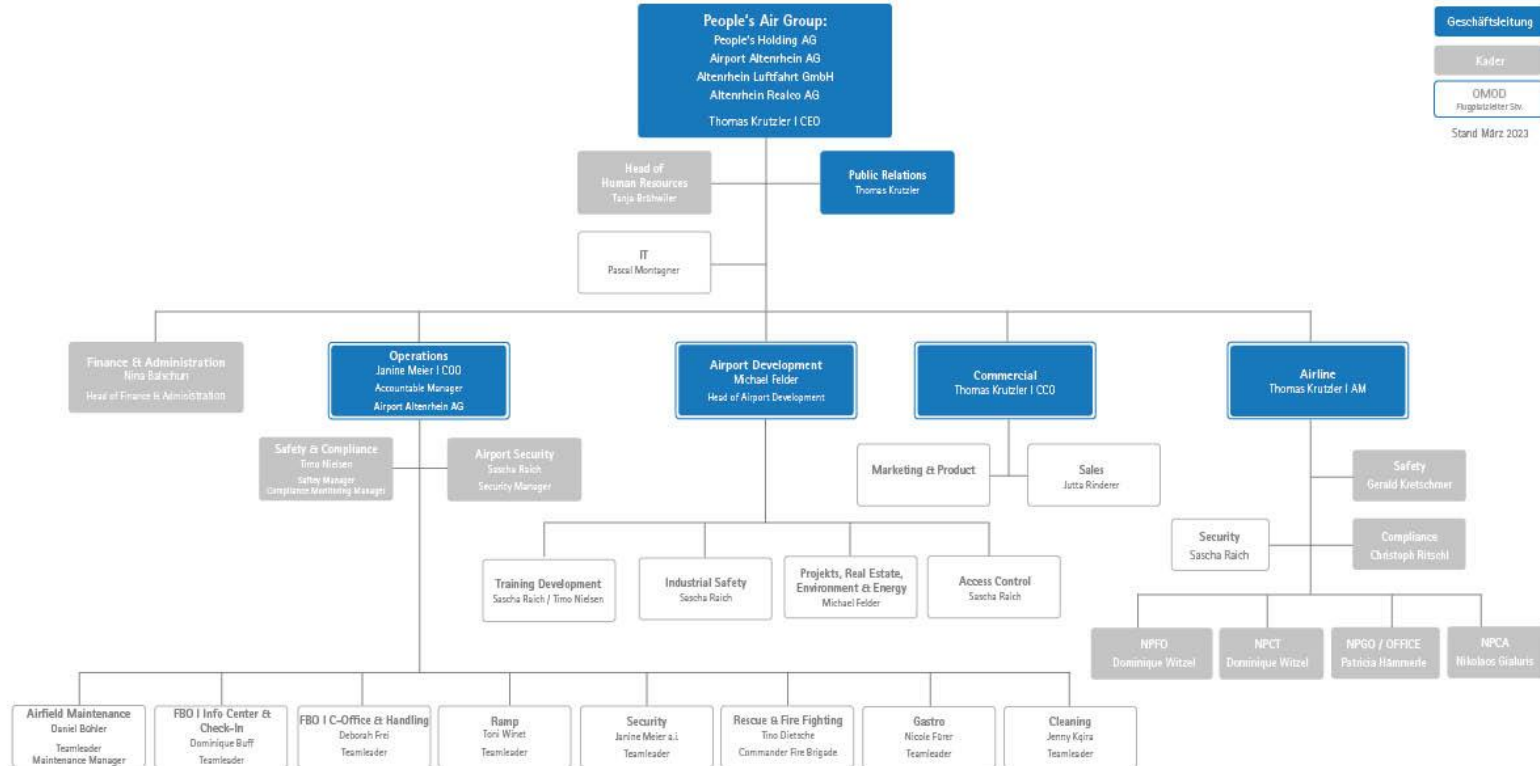 People's Air Group:
People's Holding AG
Airport Altenrhein AG
Altenrhein Luftfahrt GmbH
Altenrhein Realco AG
Thomas Krutzler I CEO
Geschäftsleitung
Kader
OMOD
Flugplatzleiter Stv.
Stand März 2023
Head of
Human Resources
Tanja Brühwiler
Public Relations
Thomas Krutzler
IT
Pascal Montagner
Finance & Administration
Nina Bahchun
Head of Finance & Administration
Operations
Janine Meier I COO
Accountable Manager
Airport Altenrhein AG
Airport Development
Michael Felder
Head of Airport Development
Commercial
Thomas Krutzler I CCO
Airline
Thomas Krutzler I AM
Safety & Compliance
Timo Nielsen
Saftey Manager
Compliance Monitoring Manager
Airport Security
Sascha Raich
Security Manager
Marketing & Product
Sales
Jutta Rinderer
Safety
Gerald Kretschmer
Security
Sascha Raich
Compliance
Christoph Ritschl
Training Development
Sascha Raich / Timo Nielsen
Industrial Safety
Sascha Raich
Projekts, Real Estate,
Environment & Energy
Michael Felder
Access Control
Sascha Raich
NPFO
Dominique Witzel
NPCT
Dominique Witzel
NPGO / OFFICE
Patricia Hämmerle
NPCA
Nikolaos Gialuris
Airfield Maintenance
Daniel Bühler
Teamleader
Maintenance Manager
FBO I Info Center &
Check-In
Dominique Buff
Teamleader
FBO I C-Office & Handling
Deborah Frei
Teamleader
Ramp
Toni Winet
Teamleader
Security
Janine Meier a.i.
Teamleader
Rescue & Fire Fighting
Tino Dietsche
Commander Fire Brigade
Gastro
Nicole Fürer
Teamleader
Cleaning
Jenny Kqira
Teamleader